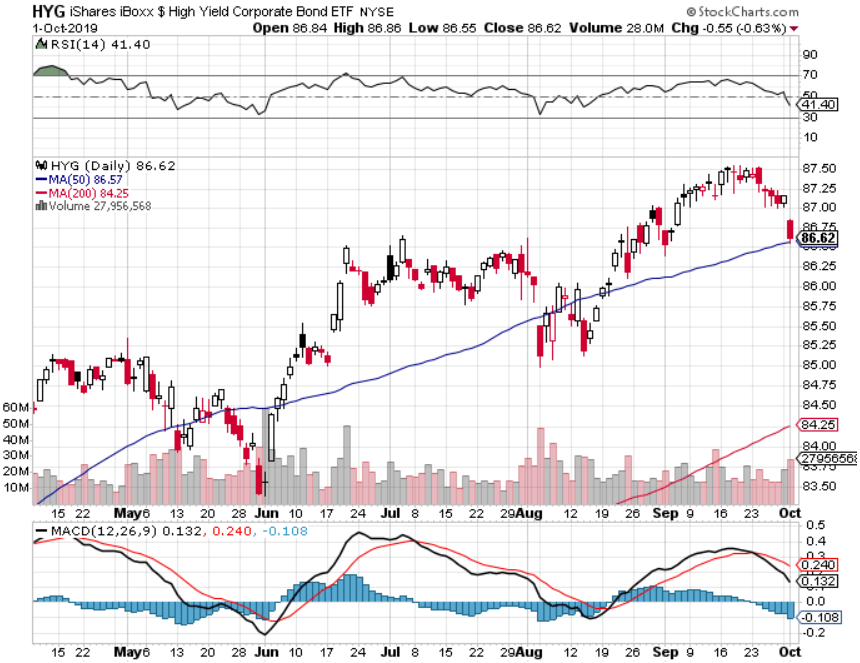 HYG iShares iBoxx $ High Yield Corporate Bond ETF NYSE © StockCharts.com
1-Oct-2019 Open 86.84 High 86.86 Low 86.55 Close 86.62 Volume 28.0M Chg -0.55 (-0.63%)
RSI(14) 41.40
90
70
50
41.40
30
10
HYG (Daily) 86.62
MA(50) 86.57
MA(200) 84.25
Volume 27,956,568
87.50
87.25
87.00
86.75
86.62
86.25
86.00
85.75
85.50
85.25
85.00
84.75
84.50
84.25
84.00
27956568
83.75
83.50
60M
50M
40M
30M
20M
10M
15 22 May 6 13 20 28 Jun 10 17 24 Jul 8 15 22 29 Aug 12 19 26 Sep 9 16 23 Oct
MACD(12,26,9) 0.132, 0.240, -0.108
0.5
0.4
0.3
0.240
0.132
0.0
-0.108
-0.2
15 22 May 6 13 20 28 Jun 10 17 24 Jul 8 15 22 29 Aug 12 19 26 Sep 9 16 23 Oct